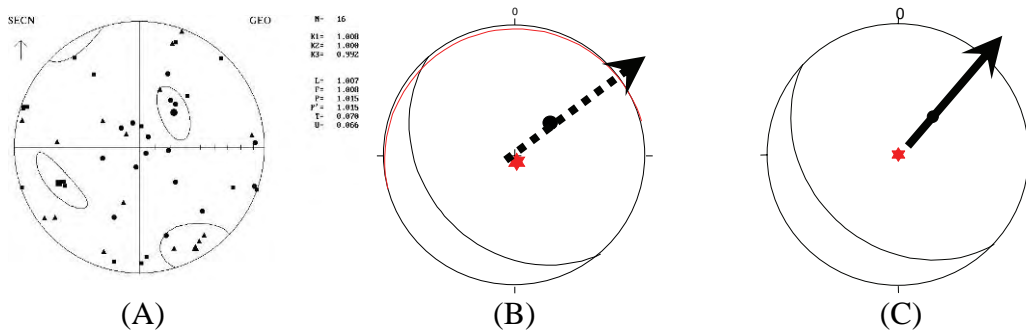 SECN
GEO
N- 16
K1= 1.008
K2= 1.000
K3= 0.992
L- 1.007
F- 1.008
P- 1.015
P'= 1.015
T- 0.070
U- 0.066
0
0
(A)
(B)
(C)